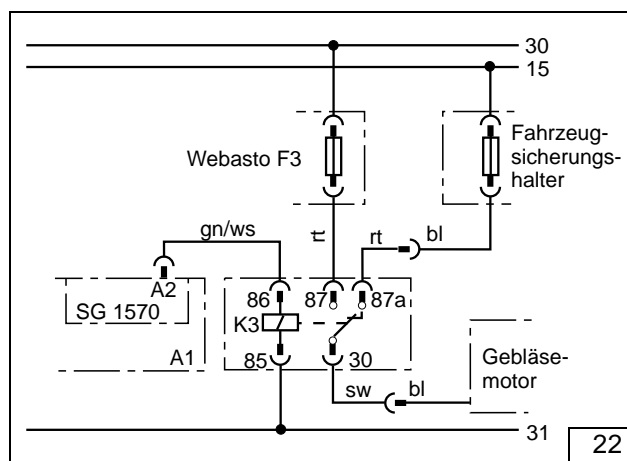 30
15
Webasto F3
Fahrzeug-
sicherungs-
halter
gn/ws
rt
rt
bl
A2
SG 1570
A1
86
87
87a
K3
85
30
Gebläse-
motor
sw
bl
31
22